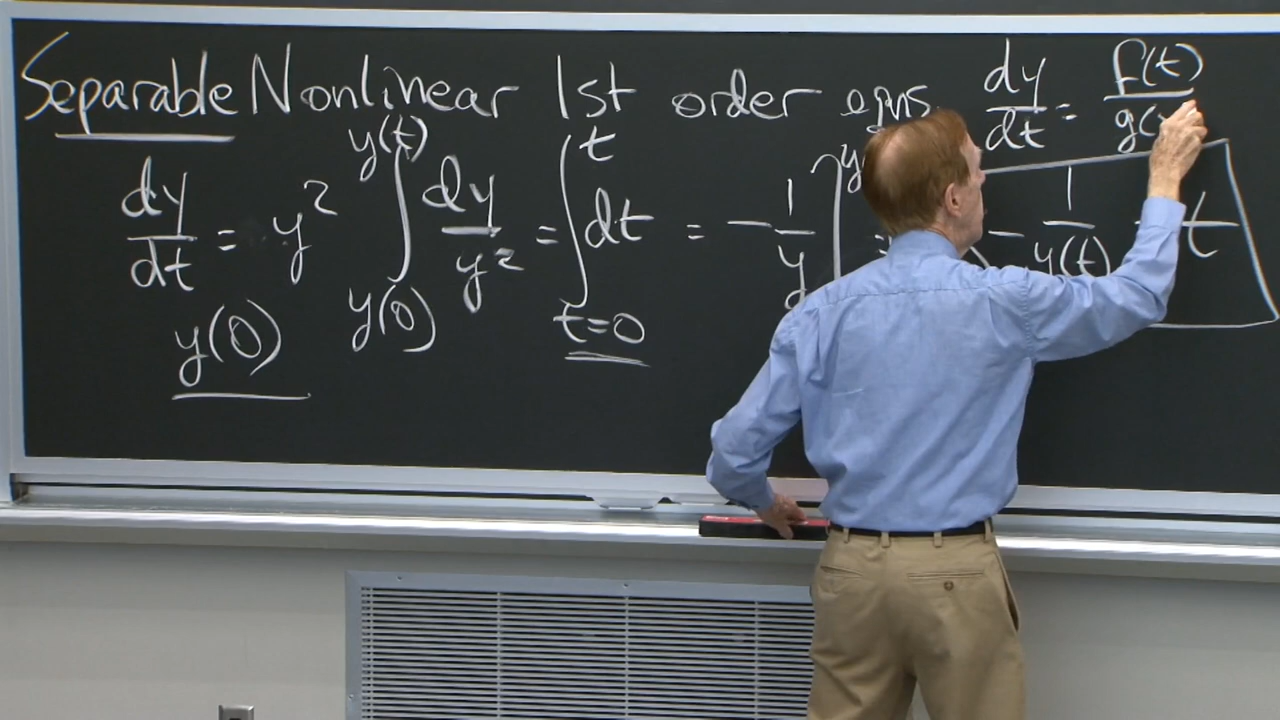 Separable Nonlinear 1st order eqns dy/dt = f(t)/g(
dy/dt = y² ∫_{y(0)}^{y(t)} dy/y² = ∫_{t=0}^{t} dt = - 1/y ] y = - 1/y(t) t
y(0)